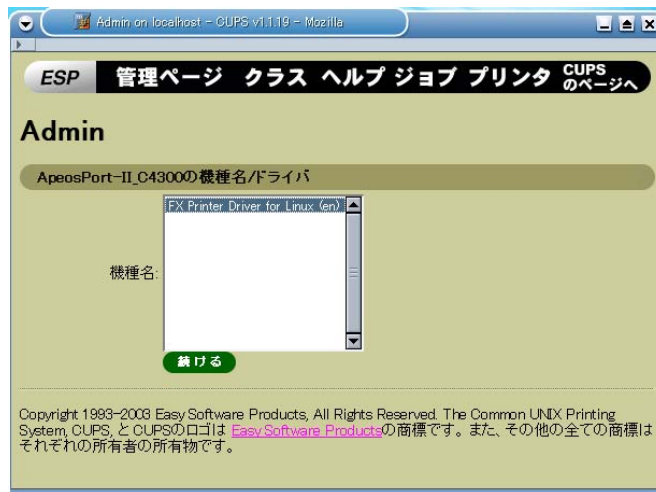 Admin on localhost - CUPS v1.1.19 - Mozilla
ESP 管理ページ クラス ヘルプ ジョブ プリンタ CUPSのページへ
Admin
ApeosPort-II_C4300の機種名/ドライバ
FX Printer Driver for Linux (en)
機種名:
続ける
Copyright 1993-2003 Easy Software Products, All Rights Reserved. The Common UNIX Printing
System, CUPS, と CUPSのロゴは Easy Software Productsの商標です。また、その他の全ての商標は
それぞれの所有者の所有物です。